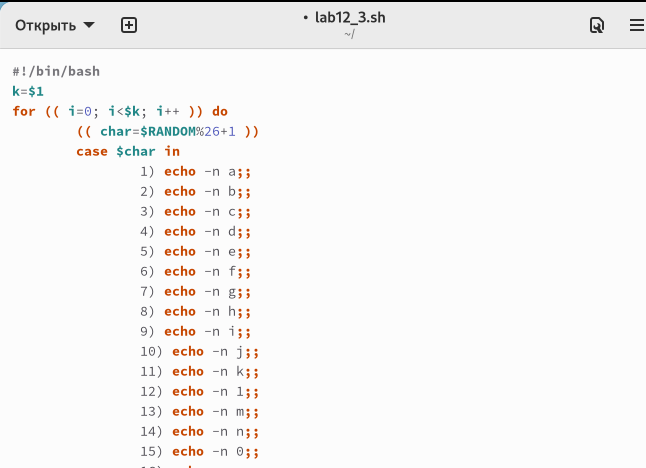 Открыть
• lab12_3.sh
~/
#!/bin/bash
k=$1
for (( i=0; i<$k; i++ )) do
(( char=$RANDOM%26+1 ))
case $char in
1) echo -n a;;
2) echo -n b;;
3) echo -n c;;
4) echo -n d;;
5) echo -n e;;
6) echo -n f;;
7) echo -n g;;
8) echo -n h;;
9) echo -n i;;
10) echo -n j;;
11) echo -n k;;
12) echo -n l;;
13) echo -n m;;
14) echo -n n;;
15) echo -n 0;;